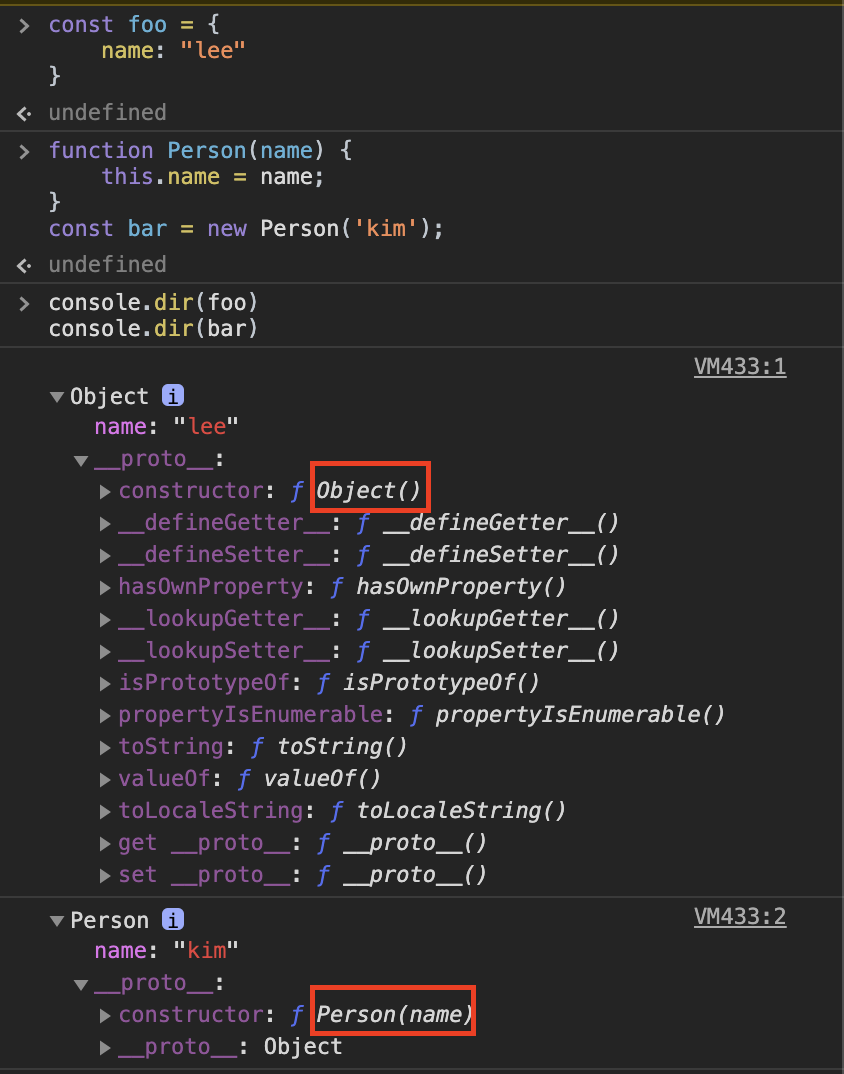 > const foo = {
name: "lee"
}
undefined
> function Person(name) {
this.name = name;
}
const bar = new Person('kim');
undefined
> console.dir(foo)
console.dir(bar)
VM433:1
▼Object i
name: "lee"
▼__proto__:
▶constructor: ƒ Object()
▶__defineGetter__: ƒ __defineGetter__()
▶__defineSetter__: ƒ __defineSetter__()
▶hasOwnProperty: ƒ hasOwnProperty()
▶__lookupGetter__: ƒ __lookupGetter__()
▶__lookupSetter__: ƒ __lookupSetter__()
▶isPrototypeOf: ƒ isPrototypeOf()
▶propertyIsEnumerable: ƒ propertyIsEnumerable()
▶toString: ƒ toString()
▶valueOf: ƒ valueOf()
▶toLocaleString: ƒ toLocaleString()
▶get __proto__: ƒ __proto__()
▶set __proto__: ƒ __proto__()
▼Person i VM433:2
name: "kim"
▼__proto__:
▶constructor: ƒ Person(name)
▶__proto__: Object